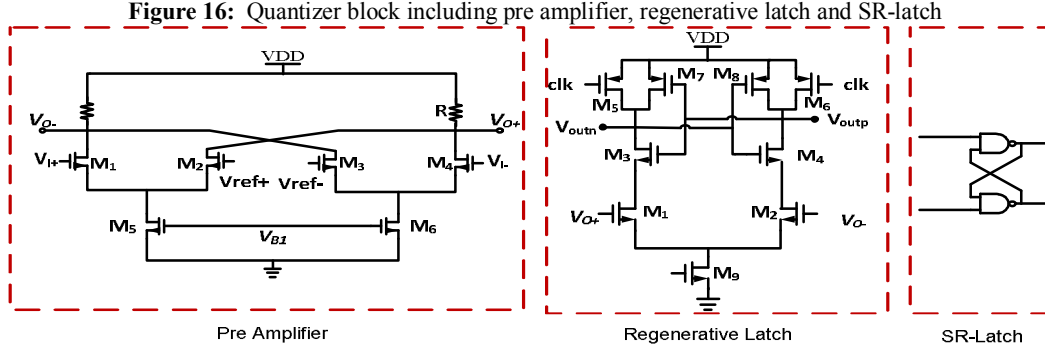 Figure 16: Quantizer block including pre amplifier, regenerative latch and SR-latch
VDD
R
VO-
VO+
VI+
M1
M2
Vref+
Vref-
M3
M4
VI-
M5
VB1
M6
Pre Amplifier
VDD
clk
M5
M7
M8
M6
clk
Voutn
Voutp
M3
M4
VO+
M1
M2
VO-
M9
Regenerative Latch
SR-Latch